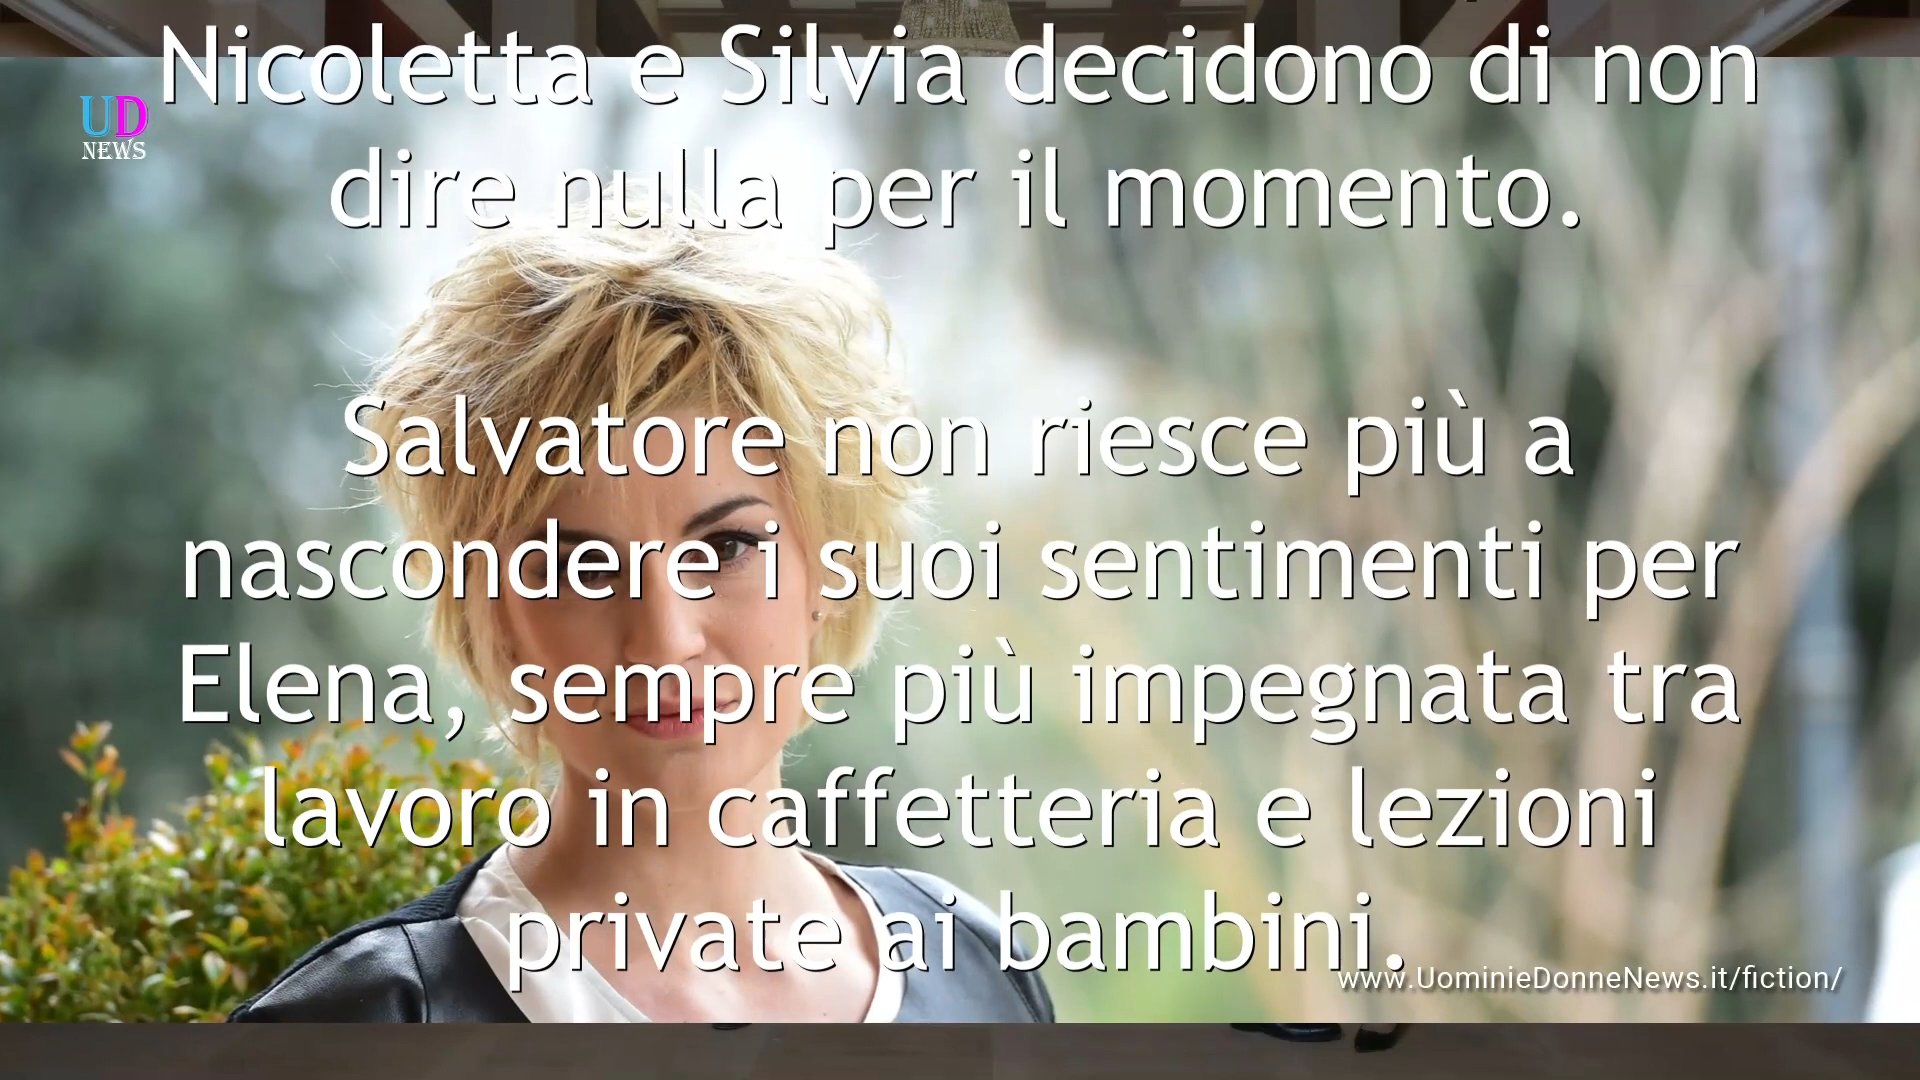 Nicoletta e Silvia decidono di non
dire nulla per il momento.
UD
NEWS
Salvatore non riesce più a
nascondere i suoi sentimenti per
Elena, sempre più impegnata tra
lavoro in caffetteria e lezioni
private ai bambini.
www.UominieDonneNews.it/fiction/